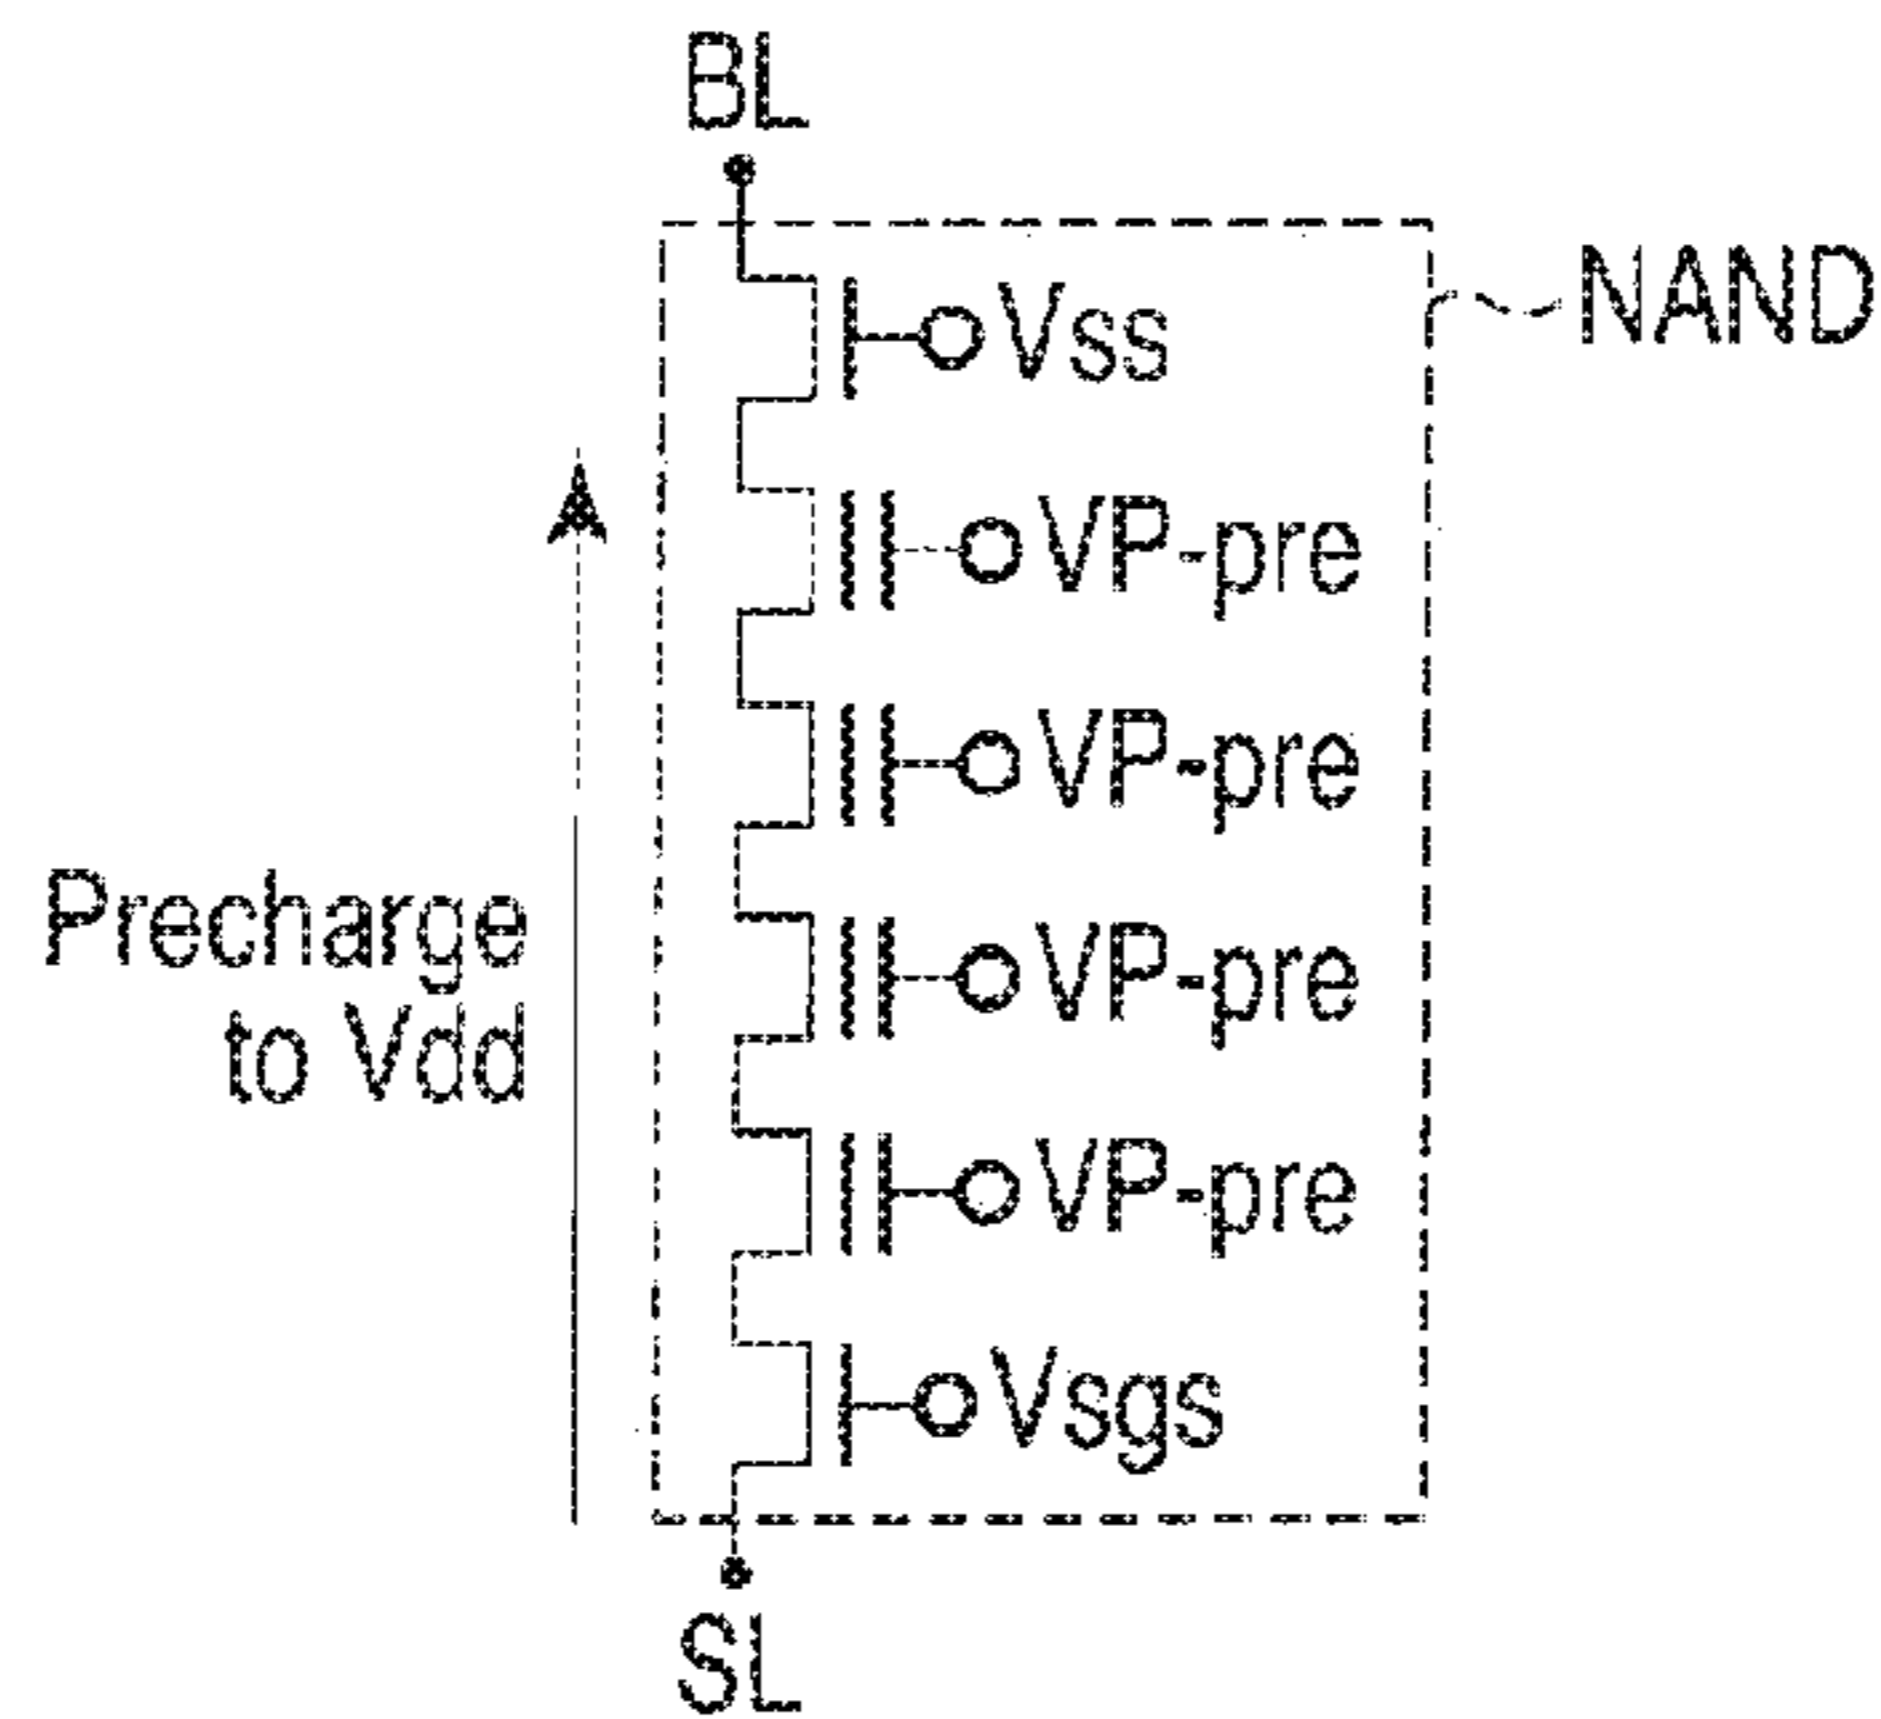 BL
NAND
Vss
VP-pre
VP-pre
Precharge
to Vdd
VP-pre
VP-pre
Vsgs
SL